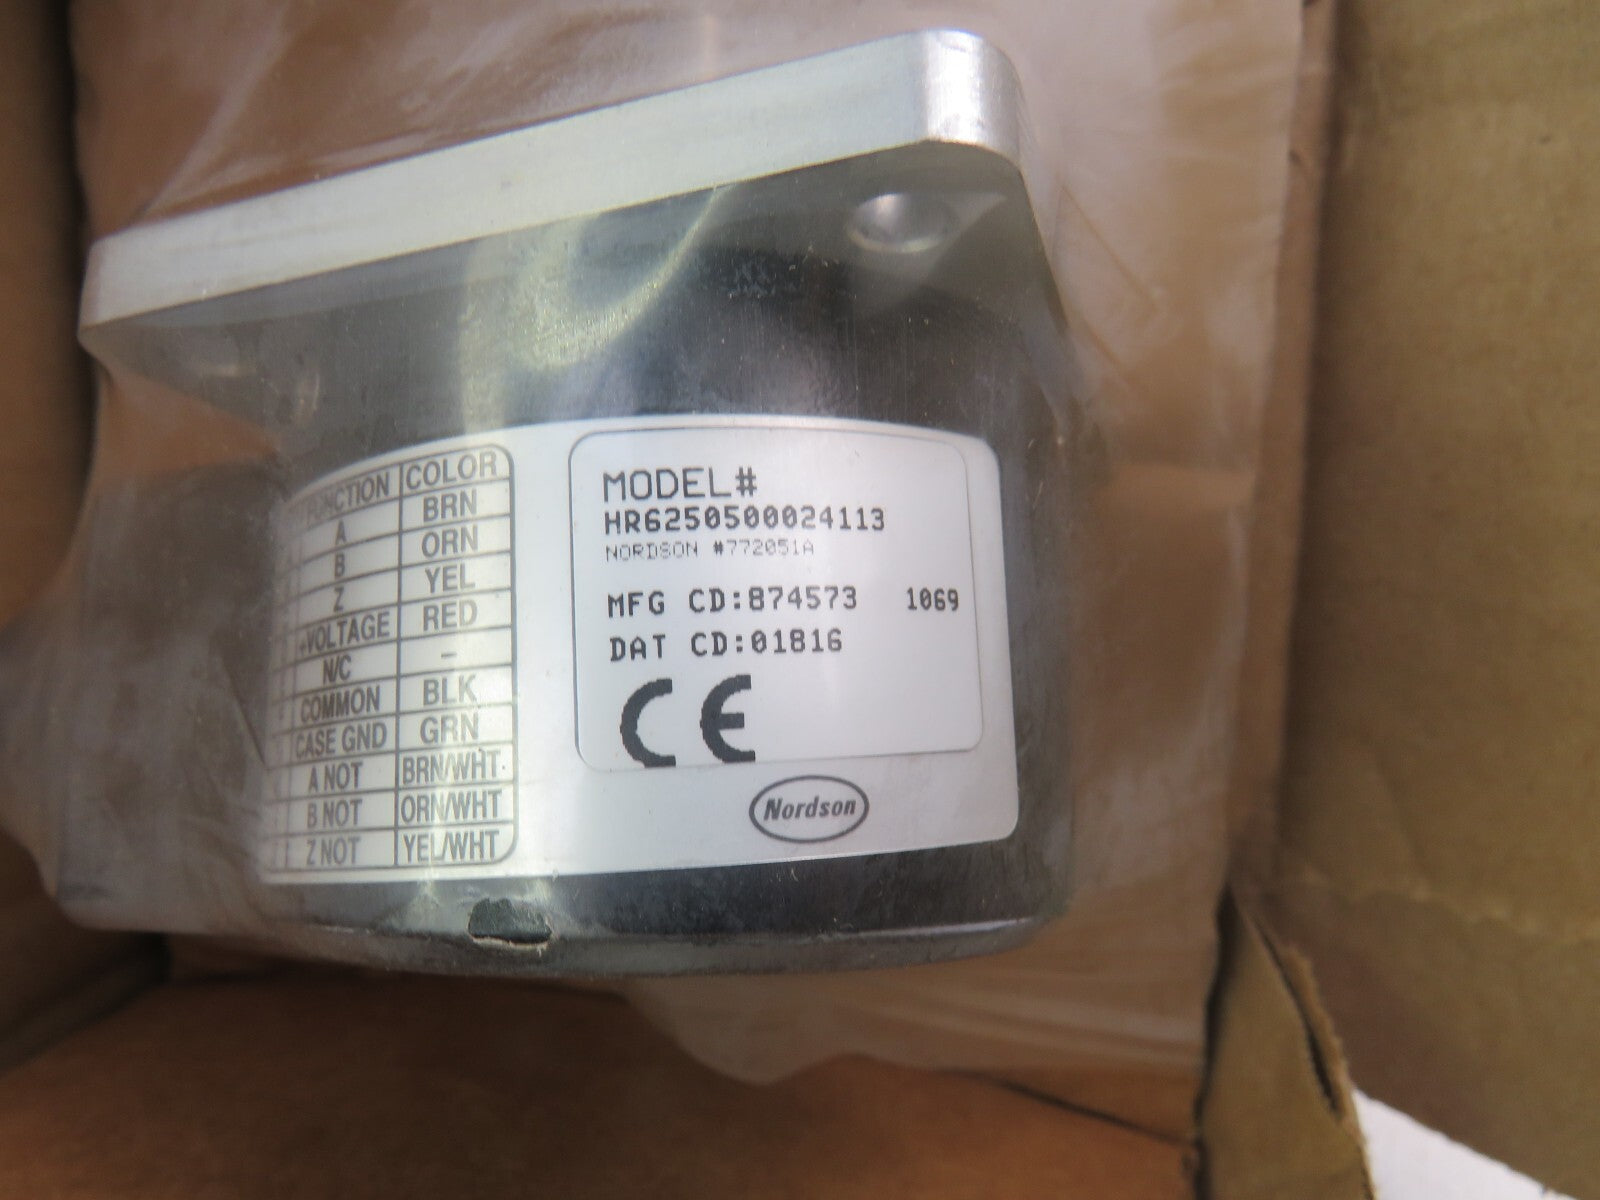 FUNCTION COLOR
A BRN
B ORN
Z YEL
+VOLTAGE RED
N/C –
COMMON BLK
CASE GND GRN
A NOT BRN/WHT
B NOT ORN/WHT
Z NOT YEL/WHT
MODEL#
HR6250500024113
NORDSON #772051A
MFG CD:874573 1069
DAT CD:01816
CE
Nordson